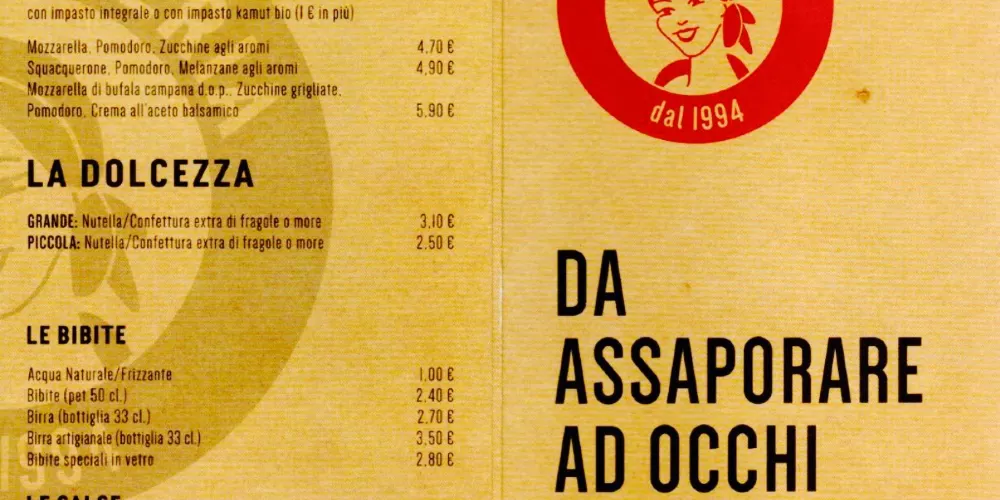 con impasto integrale o con impasto kamut bio (1 € in più)
Mozzarella, Pomodoro, Zucchine agli aromi 4,70 €
Squacquerone, Pomodoro, Melanzane agli aromi 4,90 €
Mozzarella di bufala campana d.o.p., Zucchine grigliate,
Pomodoro, Crema all'aceto balsamico 5,90 €
LA DOLCEZZA
GRANDE: Nutella/Confettura extra di fragole o more 3,10 €
PICCOLA: Nutella/Confettura extra di fragole o more 2,50 €
LE BIBITE
Acqua Naturale/Frizzante 1,00 €
Bibite (pet 50 cl.) 2,40 €
Birra (bottiglia 33 cl.) 2,70 €
Birra artigianale (bottiglia 33 cl.) 3,50 €
Bibite speciali in vetro 2,80 €
LE SALSE
dal 1994
DA
ASSAPORARE
AD OCCHI